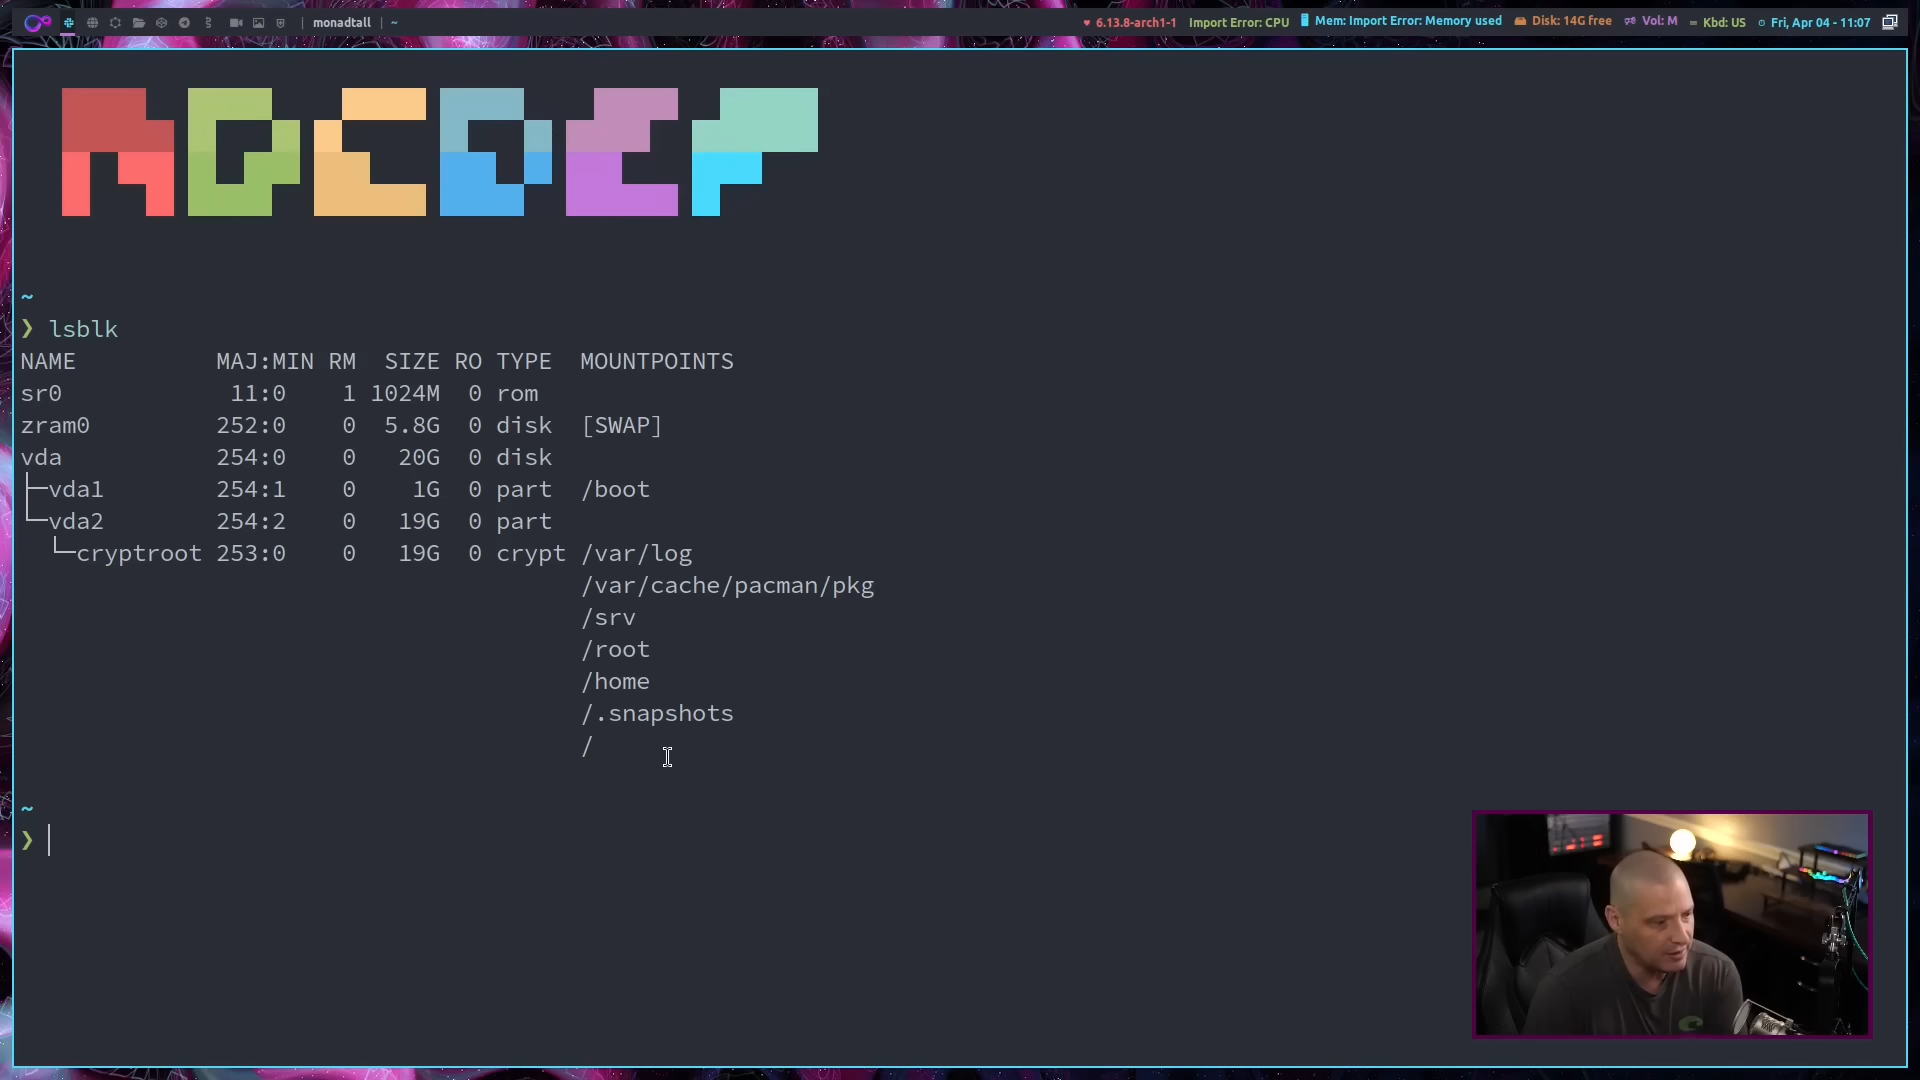 monadtall | ~ ♥ 6.13.8-arch1-1 Import Error: CPU Mem: Import Error: Memory used Disk: 14G free Vol: M Kbd: US Fri, Apr 04 - 11:07
~
❯ lsblk
NAME MAJ:MIN RM SIZE RO TYPE MOUNTPOINTS
sr0 11:0 1 1024M 0 rom
zram0 252:0 0 5.8G 0 disk [SWAP]
vda 254:0 0 20G 0 disk
├─vda1 254:1 0 1G 0 part /boot
└─vda2 254:2 0 19G 0 part
└─cryptroot 253:0 0 19G 0 crypt /var/log
/var/cache/pacman/pkg
/srv
/root
/home
/.snapshots
/
~
❯